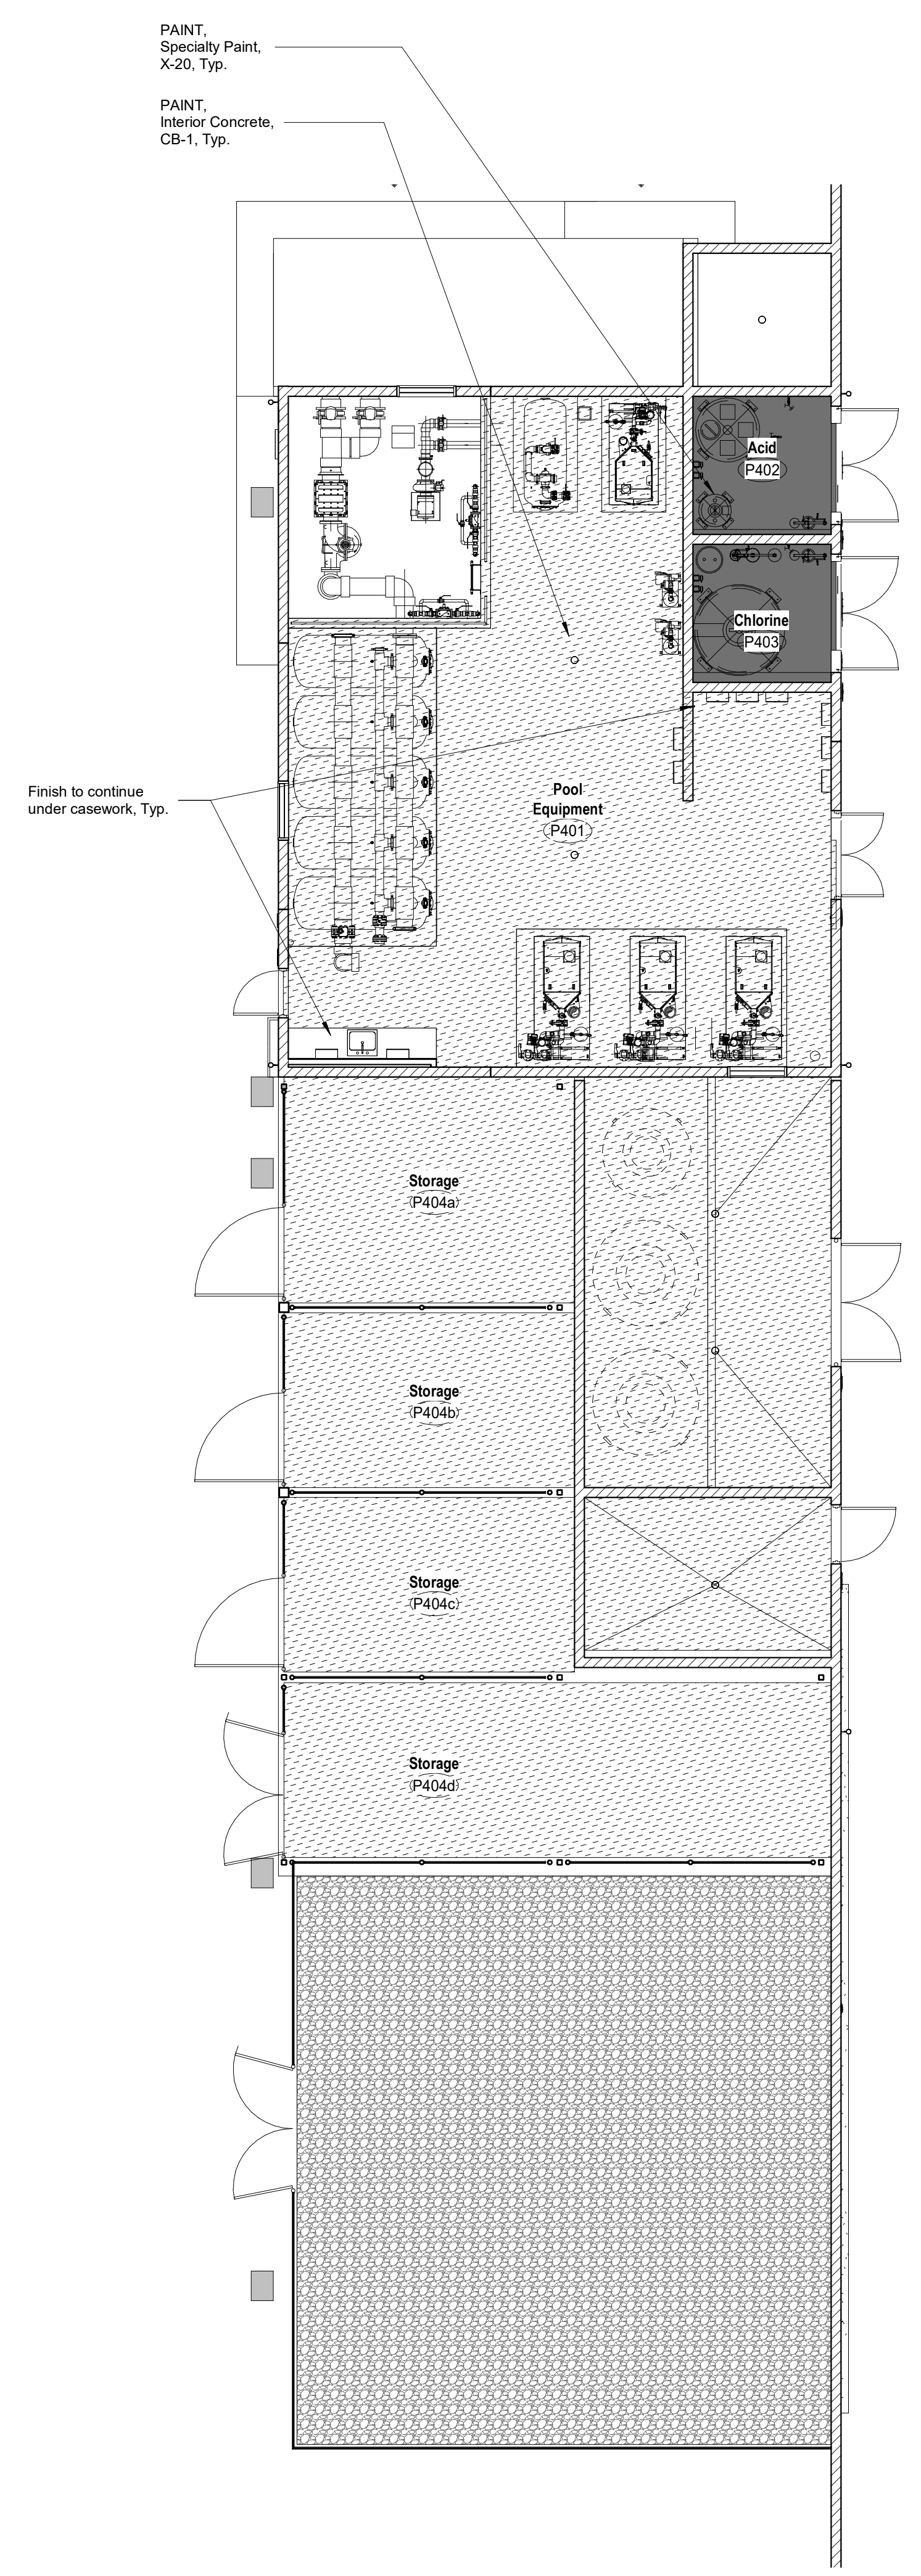 PAINT,
Specialty Paint,
X-20, Typ.
PAINT,
Interior Concrete,
CB-1, Typ.
Acid
P402
Chlorine
P403
Finish to continue
under casework, Typ.
Pool
Equipment
P401
Storage
P404a
Storage
P404b
Storage
P404c
Storage
P404d